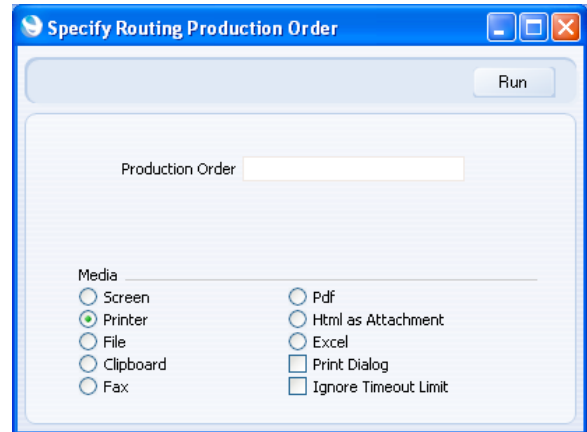 Specify Routing Production Order
Run
Production Order
Media
Screen
Printer
File
Clipboard
Fax
Pdf
Html as Attachment
Excel
Print Dialog
Ignore Timeout Limit